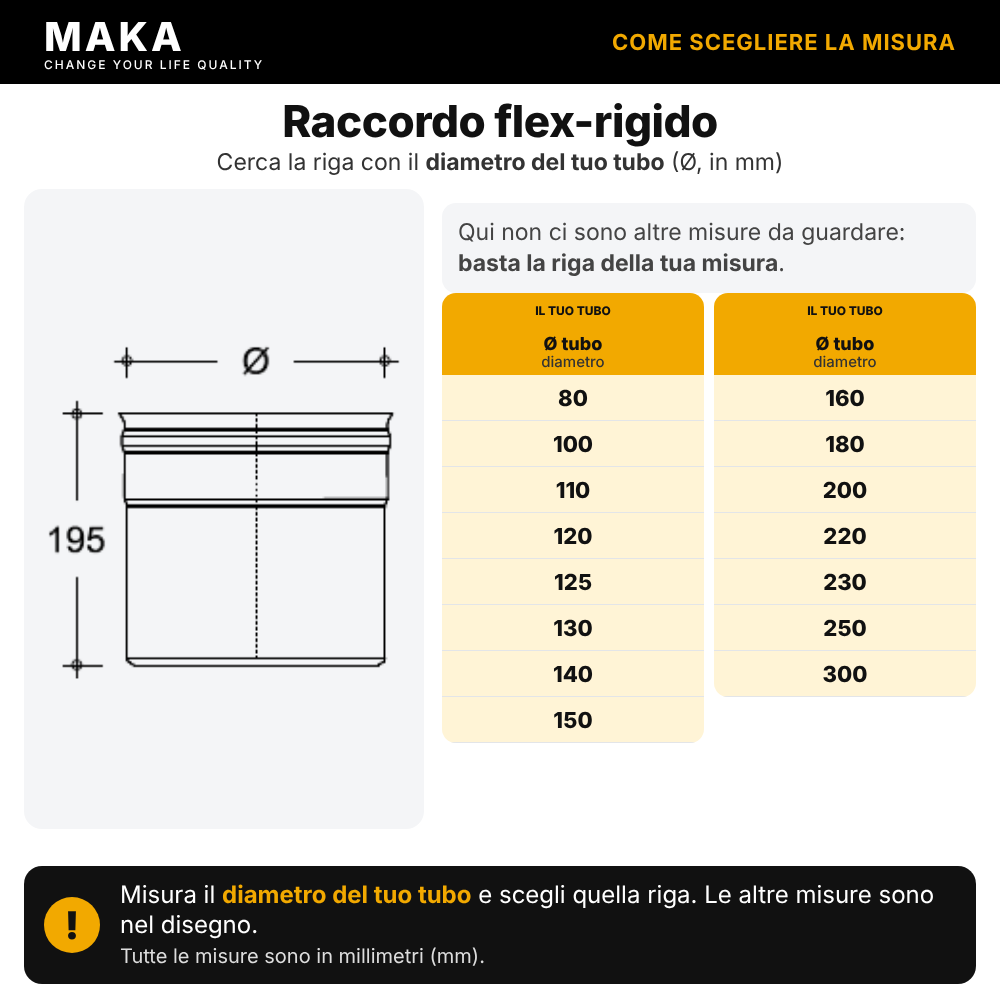 MAKA
CHANGE YOUR LIFE QUALITY
COME SCEGLIERE LA MISURA
Raccordo flex-rigido
Cerca la riga con il diametro del tuo tubo (Ø, in mm)
Ø
195
Qui non ci sono altre misure da guardare:
basta la riga della tua misura.
IL TUO TUBO
Ø tubo
diametro
80
100
110
120
125
130
140
150
IL TUO TUBO
Ø tubo
diametro
160
180
200
220
230
250
300
!
Misura il diametro del tuo tubo e scegli quella riga. Le altre misure sono
nel disegno.
Tutte le misure sono in millimetri (mm).